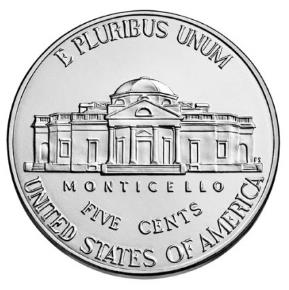 E PLURIBUS UNUM
FS
MONTICELLO
FIVE CENTS
UNITED STATES OF AMERICA